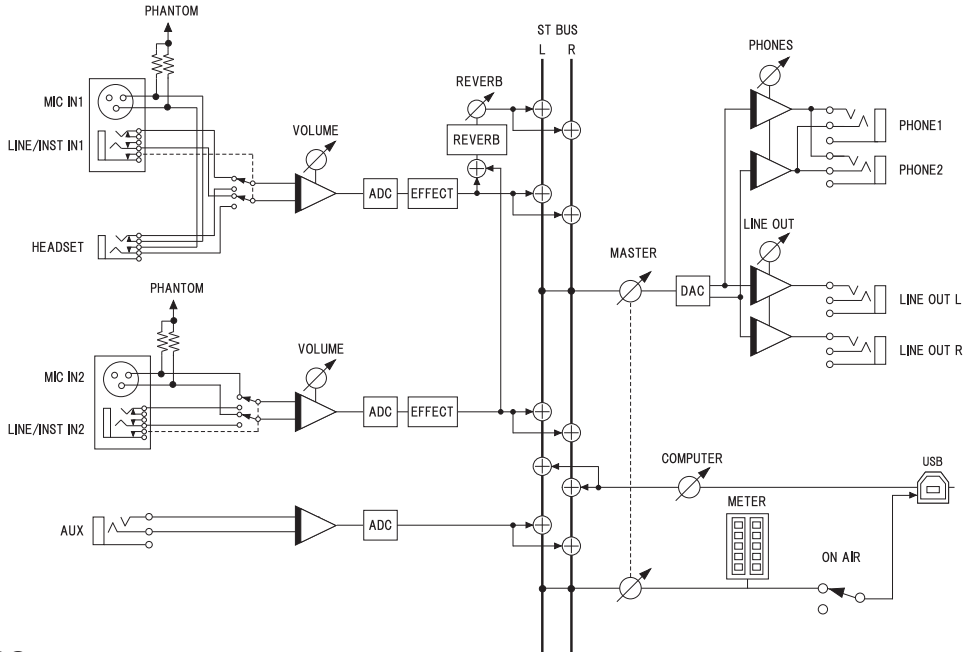 PHANTOM
ST BUS
L R
PHONES
MIC IN1
REVERB
LINE/INST IN1
VOLUME
REVERB
PHONE1
PHONE2
ADC
EFFECT
HEADSET
LINE OUT
MASTER
DAC
PHANTOM
LINE OUT L
LINE OUT R
MIC IN2
VOLUME
ADC
EFFECT
LINE/INST IN2
COMPUTER
USB
METER
AUX
ADC
ON AIR